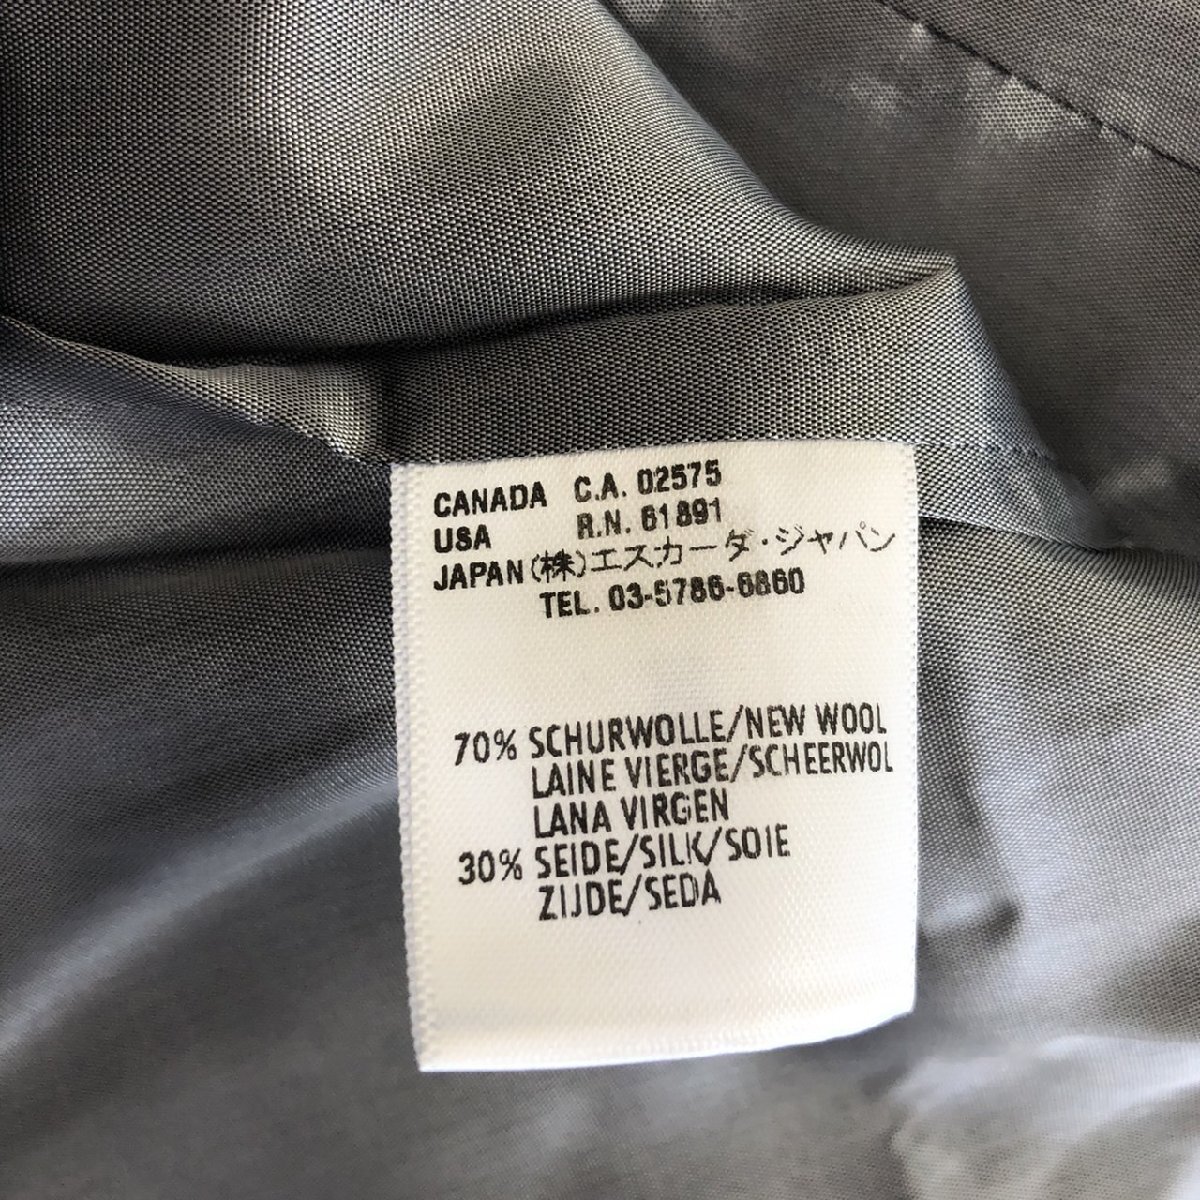 CANADA C.A. 02575
USA R.N. 61891
JAPAN (株)エスカーダ・ジャパン
TEL. 03-5786-6860
70% SCHURWOLLE/NEW WOOL
LAINE VIERGE/SCHEERWOL
LANA VIRGEN
30% SEIDE/SILK/SOIE
ZIJDE/SEDA